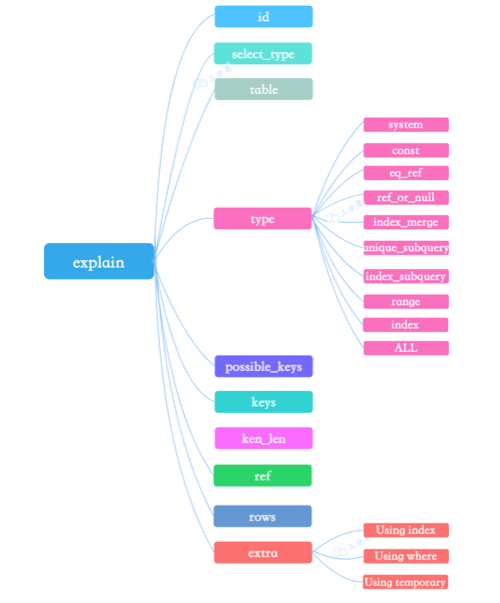 explain
id
select_type
table
type
system
const
eq_ref
ref_or_null
index_merge
unique_subquery
index_subquery
range
index
ALL
possible_keys
keys
ken_len
ref
rows
extra
Using index
Using where
Using temporary